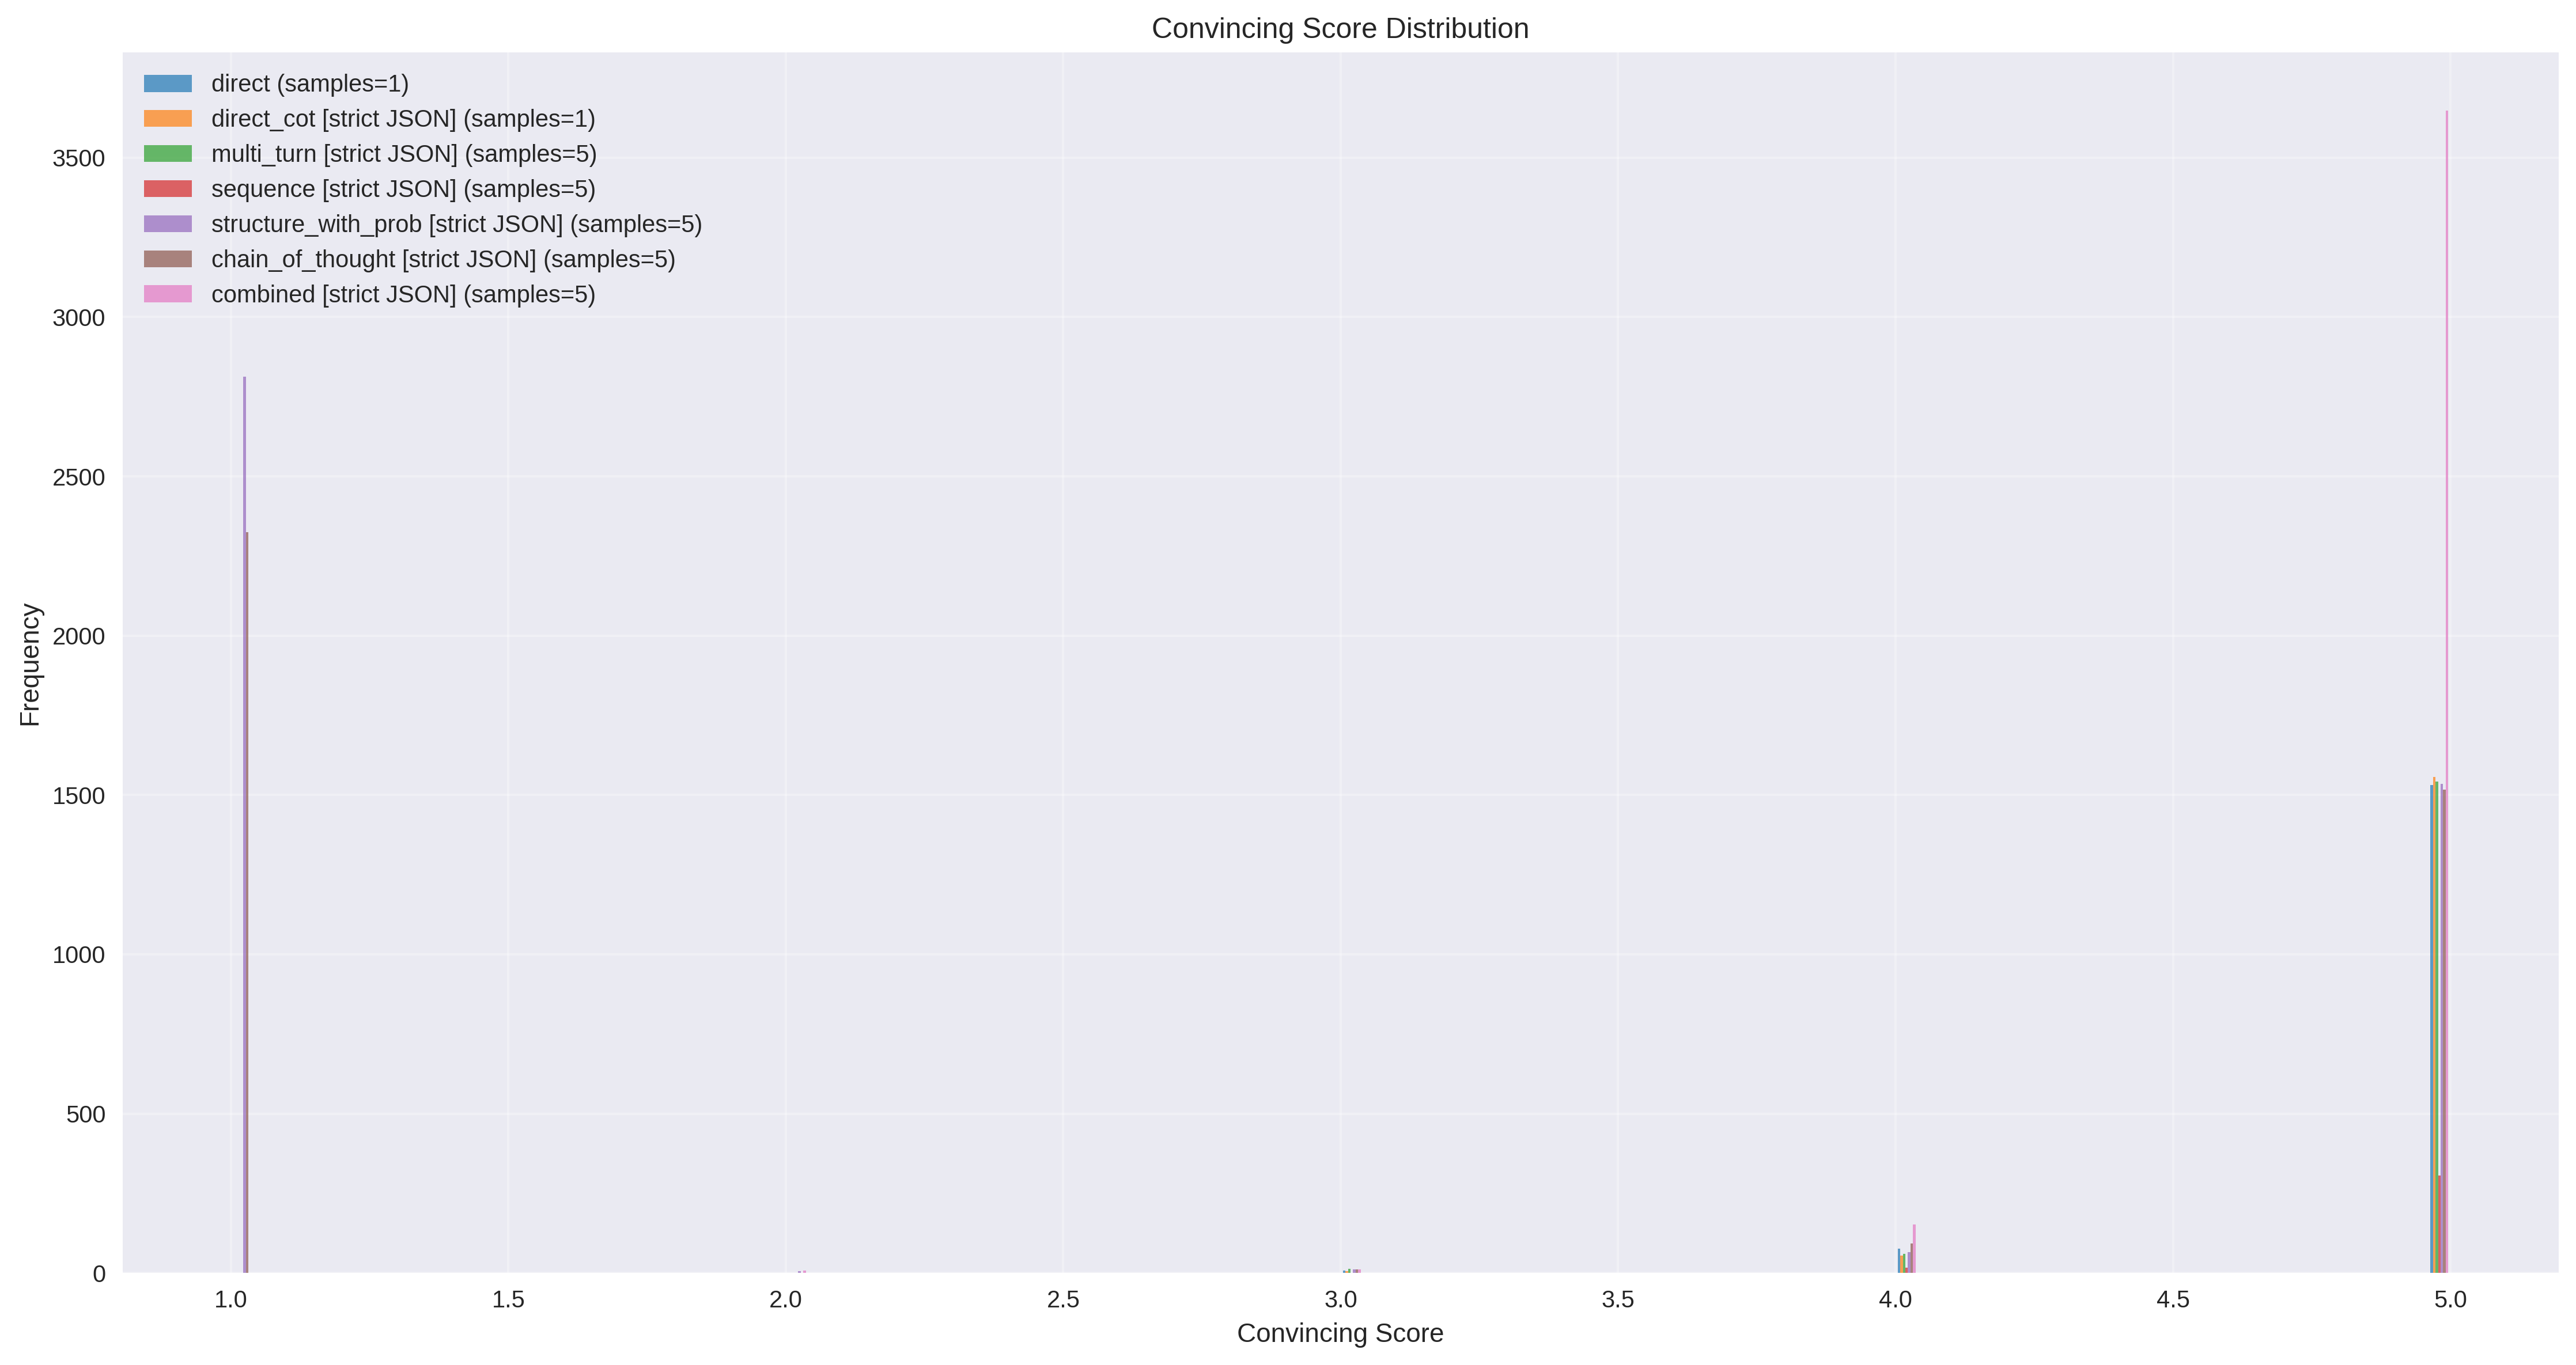 Convincing Score Distribution
direct (samples=1)
direct_cot [strict JSON] (samples=1)
multi_turn [strict JSON] (samples=5)
sequence [strict JSON] (samples=5)
structure_with_prob [strict JSON] (samples=5)
chain_of_thought [strict JSON] (samples=5)
combined [strict JSON] (samples=5)
Frequency
3500
3000
2500
2000
1500
1000
500
0
1.0 1.5 2.0 2.5 3.0 3.5 4.0 4.5 5.0
Convincing Score